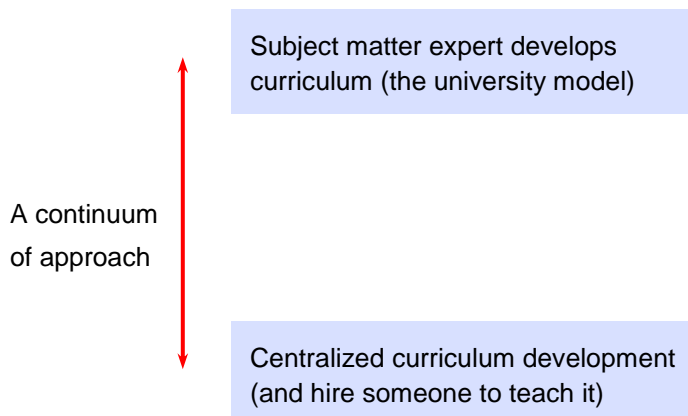 Subject matter expert develops
curriculum (the university model)
A continuum
of approach
Centralized curriculum development
(and hire someone to teach it)